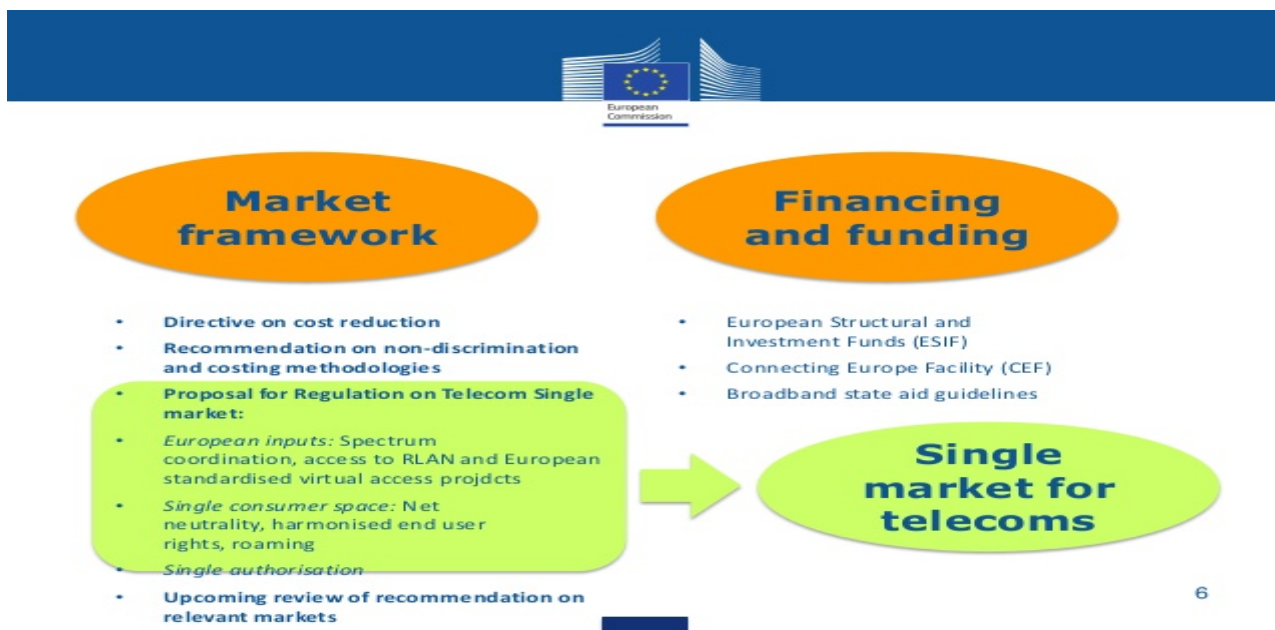 European
Commission
Market
framework
• Directive on cost reduction
• Recommendation on non-discrimination
and costing methodologies
• Proposal for Regulation on Telecom Single
market:
• European inputs: Spectrum
coordination, access to RLAN and European
standardised virtual access projdcts
• Single consumer space: Net
neutrality, harmonised end user
rights, roaming
• Single authorisation
• Upcoming review of recommendation on
relevant markets
Financing
and funding
• European Structural and
Investment Funds (ESIF)
• Connecting Europe Facility (CEF)
• Broadband state aid guidelines
Single
market for
telecoms
6